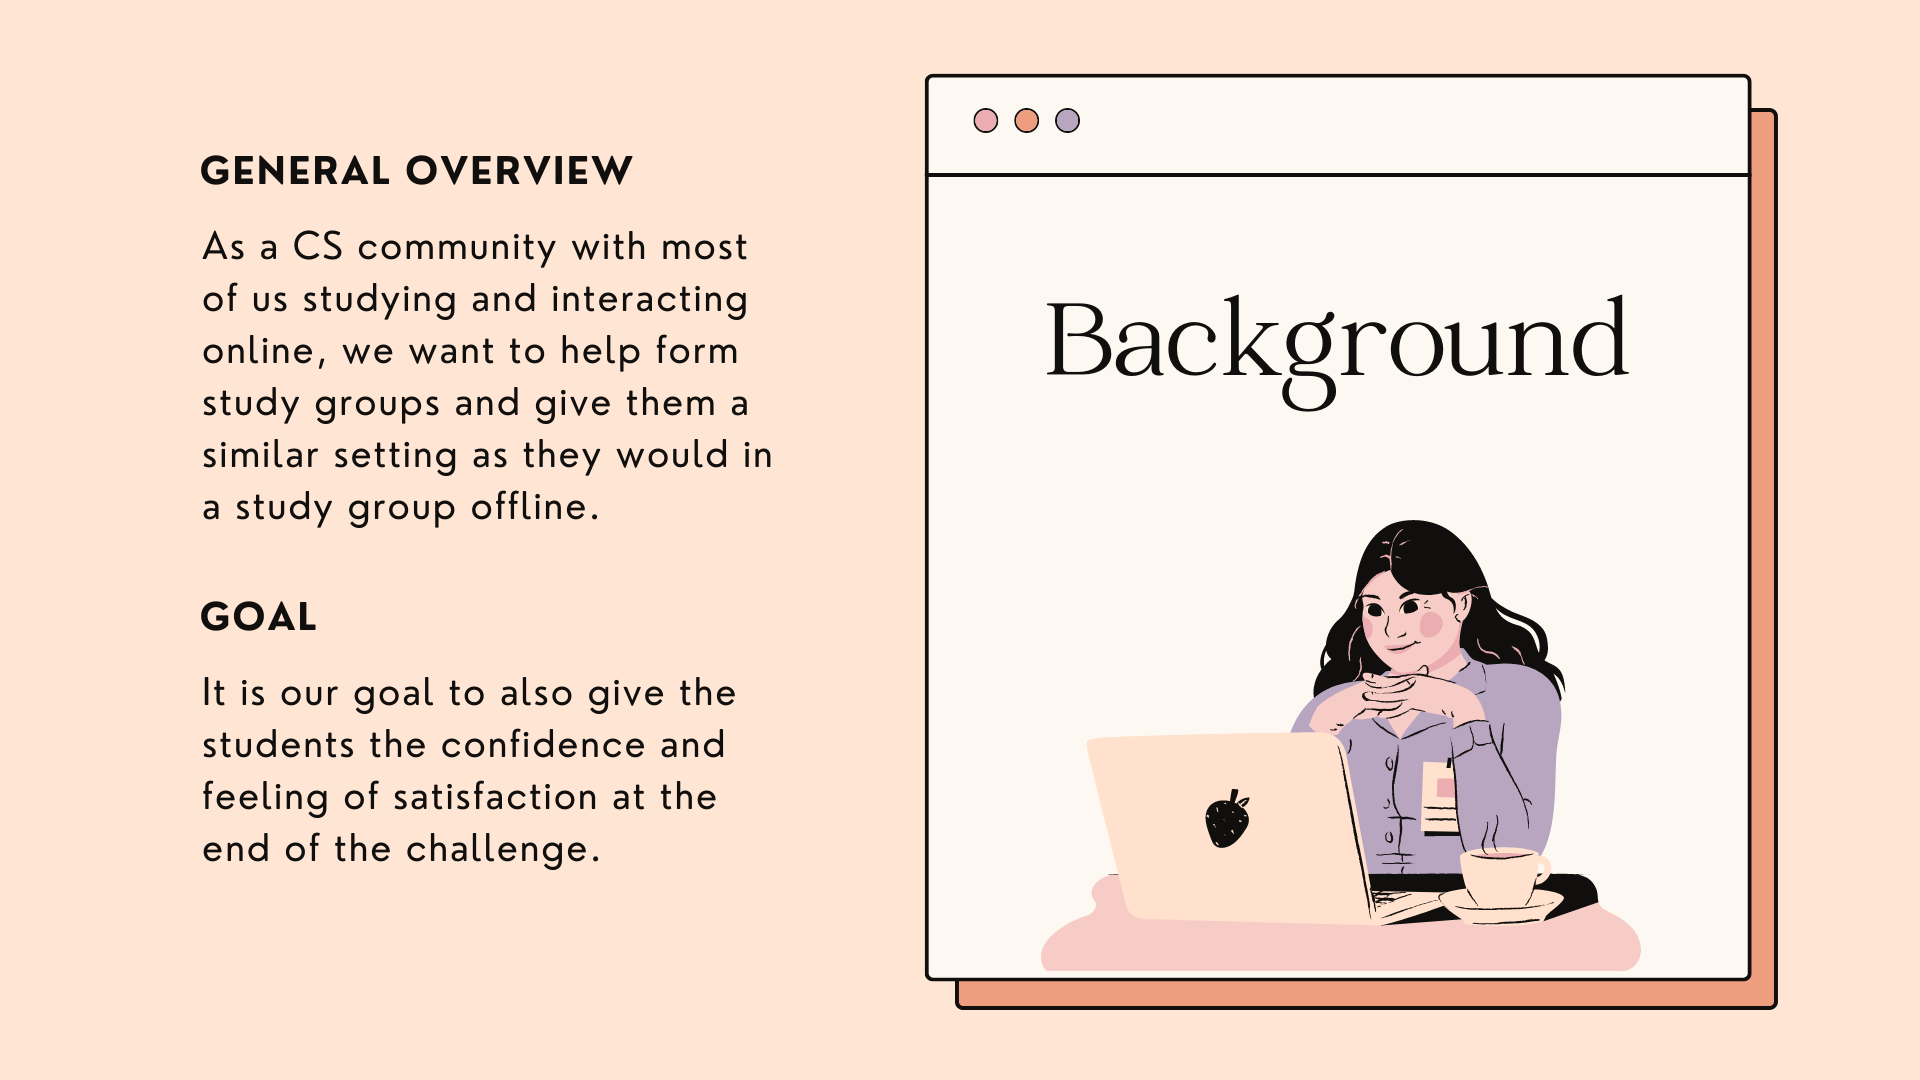 GENERAL OVERVIEW
As a CS community with most
of us studying and interacting
online, we want to help form
study groups and give them a
similar setting as they would in
a study group offline.
GOAL
It is our goal to also give the
students the confidence and
feeling of satisfaction at the
end of the challenge.
Background